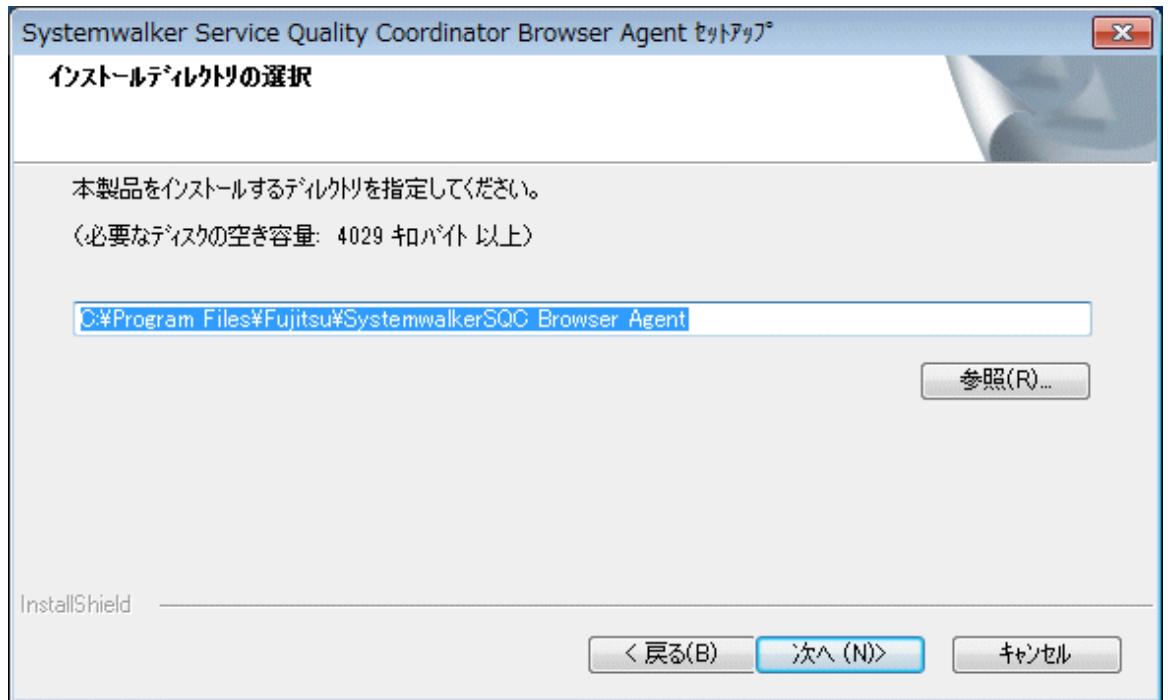 Systemwalker Service Quality Coordinator Browser Agent ｾｯﾄｱｯﾌﾟ
インストールディレクトリの選択
本製品をインストールするディレクトリを指定してください。
（必要なディスクの空き容量: 4029 キロバイト 以上）
C:¥Program Files¥Fujitsu¥SystemwalkerSQC Browser Agent
参照(R)...
InstallShield
< 戻る(B)
次へ (N)>
ｷｬﾝｾﾙ